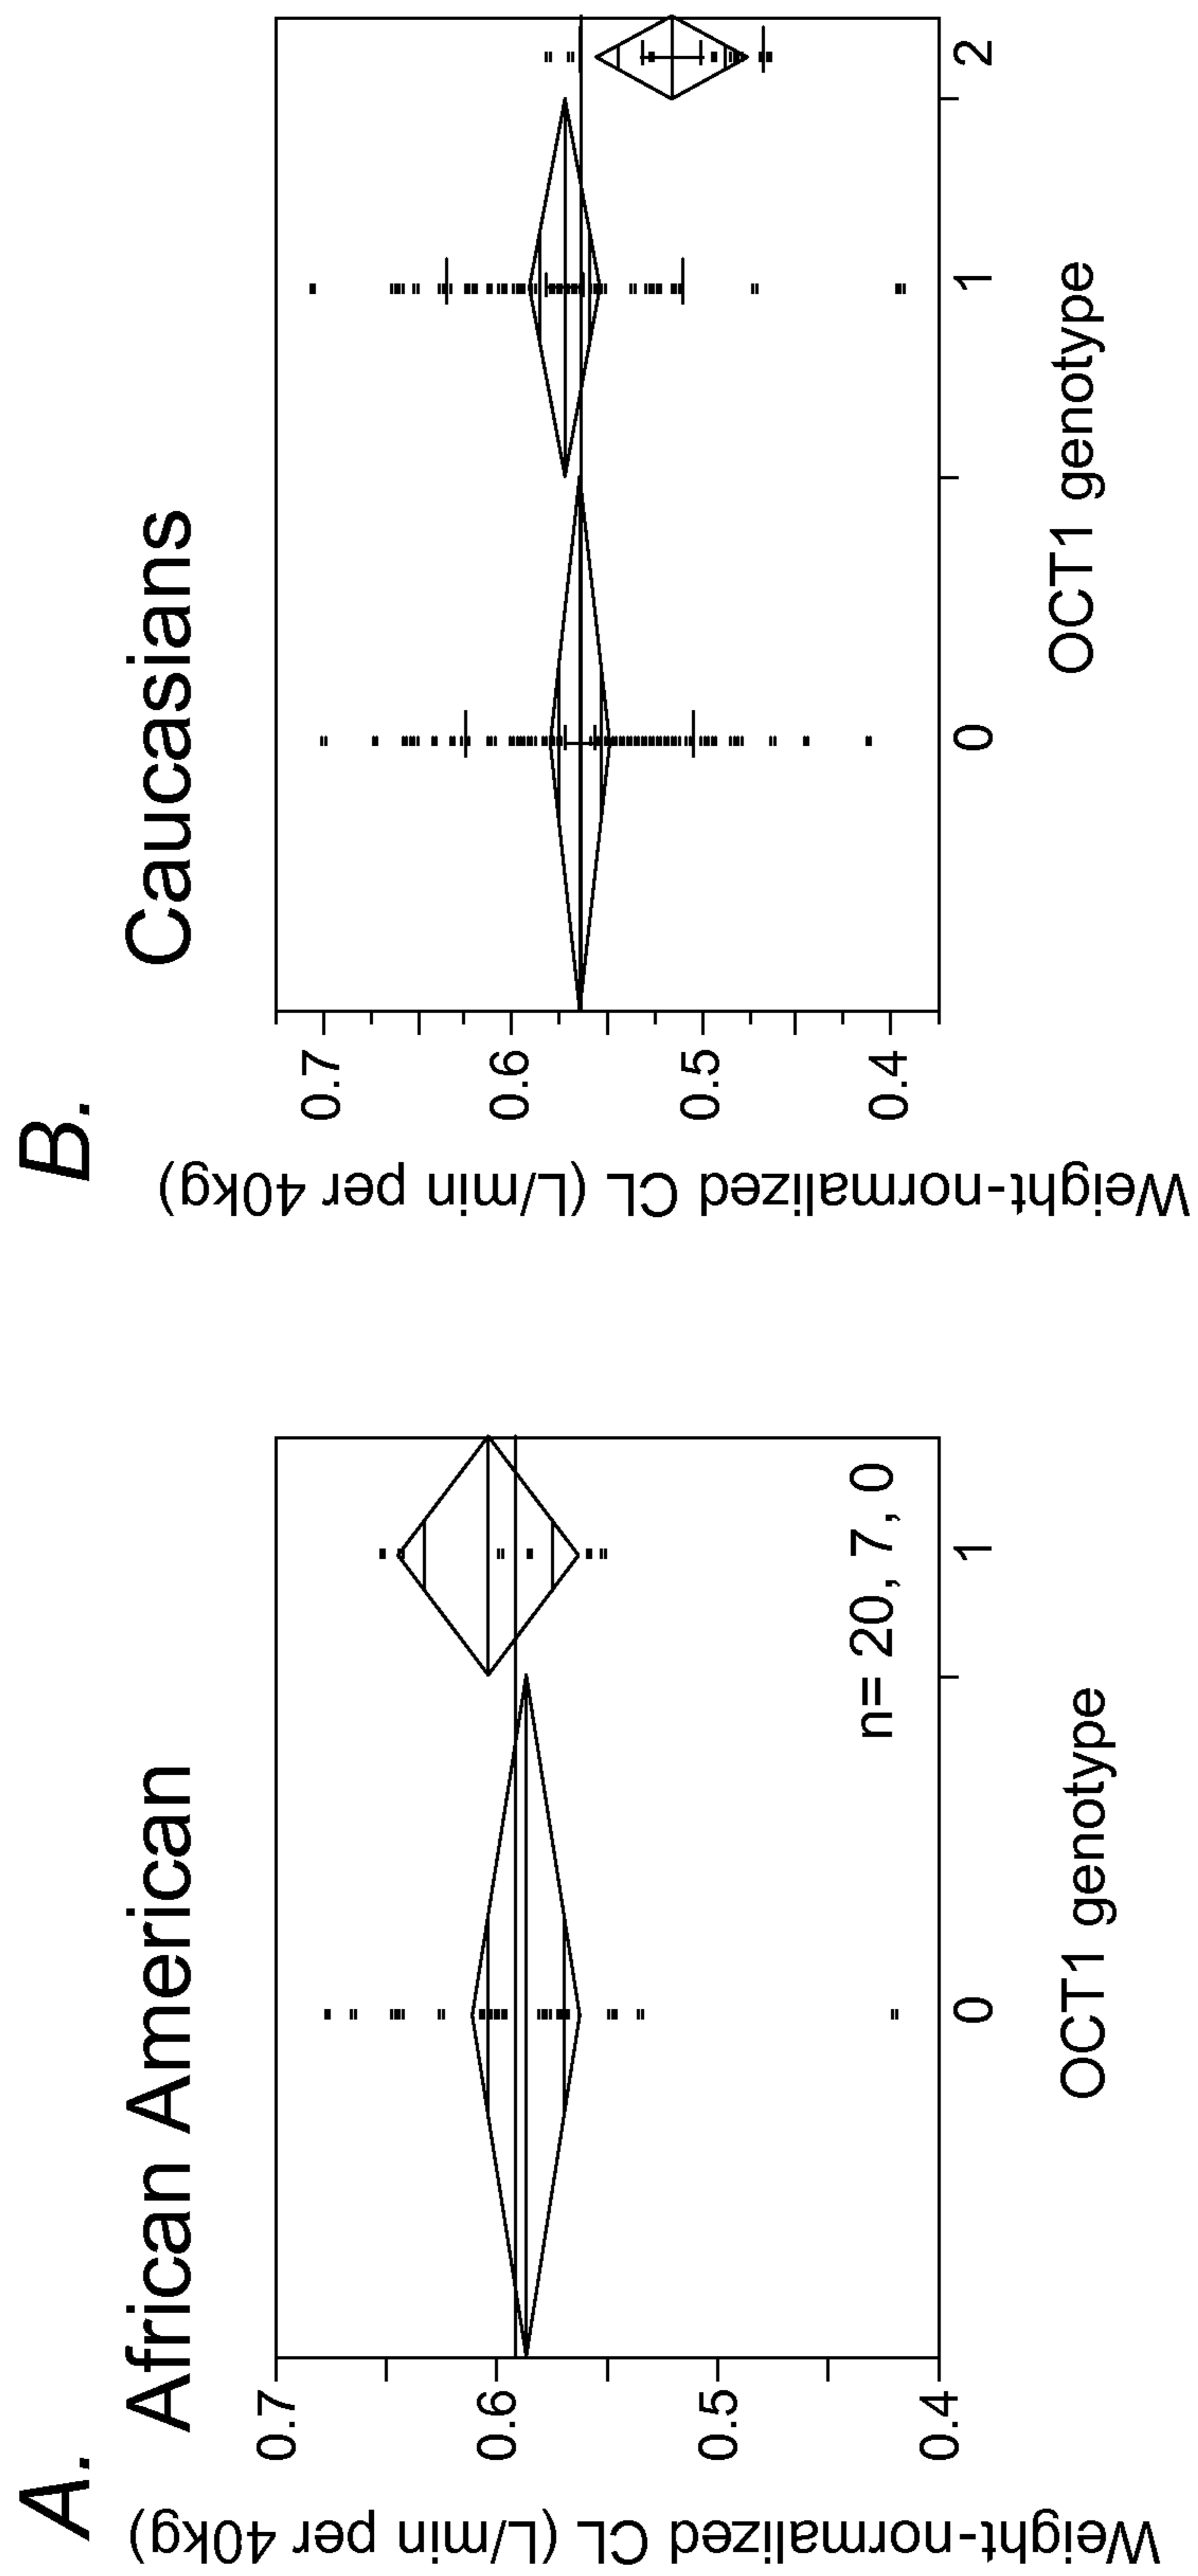 A.
African American
Weight-normalized CL (L/min per 40kg)
0.7
0.6
0.5
0.4
n= 20, 7, 0
0
1
OCT1 genotype
B.
Caucasians
Weight-normalized CL (L/min per 40kg)
0.7
0.6
0.5
0.4
0
1
2
OCT1 genotype